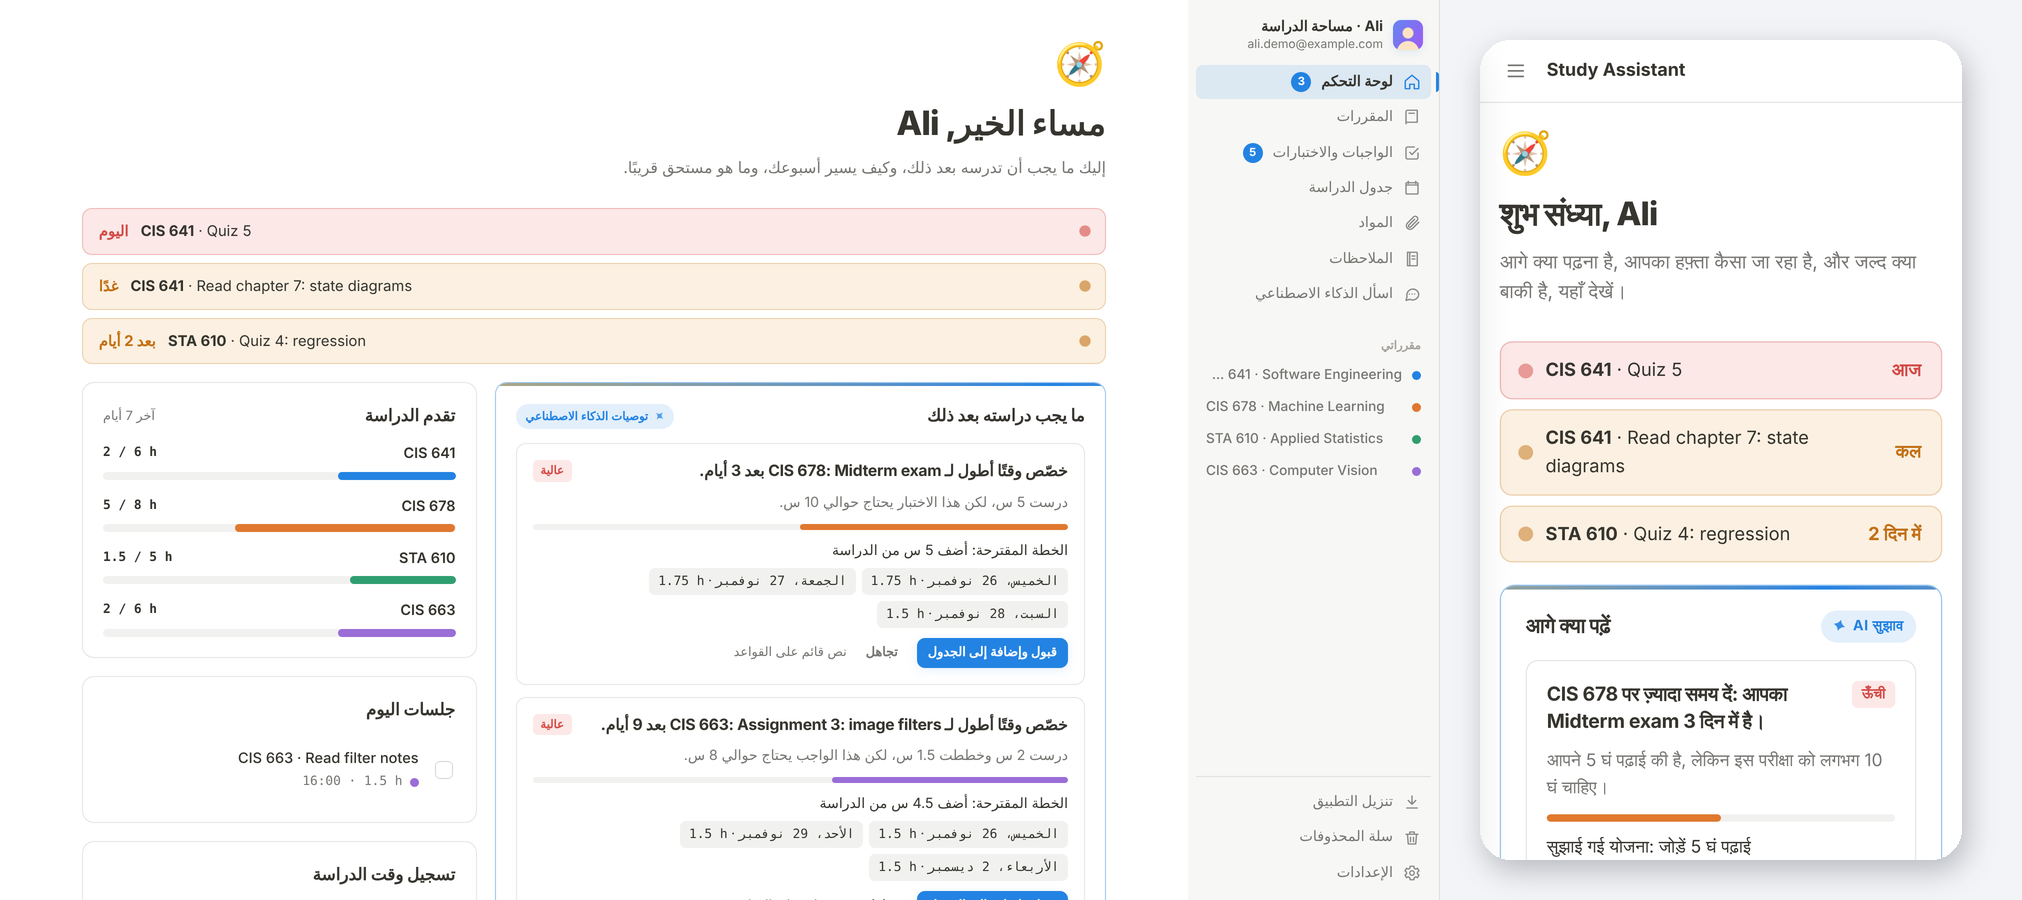 Ali · مساحة الدراسة
ali.demo@example.com
لوحة التحكم 3
المقررات
الواجبات والاختبارات 5
جدول الدراسة
المواد
الملاحظات
اسأل الذكاء الاصطناعي
مقرراتي
... 641 · Software Engineering
CIS 678 · Machine Learning
STA 610 · Applied Statistics
CIS 663 · Computer Vision
تنزيل التطبيق
سلة المحذوفات
الإعدادات
مساء الخير, Ali
إليك ما يجب أن تدرسه بعد ذلك، وكيف يسير أسبوعك، وما هو مستحق قريبًا.
اليوم CIS 641 · Quiz 5
غدًا CIS 641 · Read chapter 7: state diagrams
بعد 2 أيام STA 610 · Quiz 4: regression
ما يجب دراسته بعد ذلك
توصيات الذكاء الاصطناعي
خصّص وقتًا أطول لـ CIS 678: Midterm exam بعد 3 أيام.
عالية
درست 5 س، لكن هذا الاختبار يحتاج حوالي 10 س.
الخطة المقترحة: أضف 5 س من الدراسة
الخميس، 26 نوفمبر · 1.75 h
الجمعة، 27 نوفمبر · 1.75 h
السبت، 28 نوفمبر · 1.5 h
قبول وإضافة إلى الجدول
تجاهل
نص قائم على القواعد
خصّص وقتًا أطول لـ CIS 663: Assignment 3: image filters بعد 9 أيام.
عالية
درست 2 س وخططت 1.5 س، لكن هذا الواجب يحتاج حوالي 8 س.
الخطة المقترحة: أضف 4.5 س من الدراسة
الخميس، 26 نوفمبر · 1.5 h
الأحد، 29 نوفمبر · 1.5 h
الأربعاء، 2 ديسمبر · 1.5 h
تقدم الدراسة
آخر 7 أيام
CIS 641
2 / 6 h
CIS 678
5 / 8 h
STA 610
1.5 / 5 h
CIS 663
2 / 6 h
جلسات اليوم
CIS 663 · Read filter notes
16:00 · 1.5 h
تسجيل وقت الدراسة
Study Assistant
शुभ संध्या, Ali
आगे क्या पढ़ना है, आपका हफ़्ता कैसा जा रहा है, और जल्द क्या
बाकी है, यहाँ देखें।
CIS 641 · Quiz 5 आज
CIS 641 · Read chapter 7: state
diagrams
कल
STA 610 · Quiz 4: regression 2 दिन में
आगे क्या पढ़ें
AI सुझाव
CIS 678 पर ज़्यादा समय दें: आपका
Midterm exam 3 दिन में है।
ऊँची
आपने 5 घं पढ़ाई की है, लेकिन इस परीक्षा को लगभग 10
घं चाहिए।
सुझाई गई योजना: जोड़ें 5 घं पढ़ाई